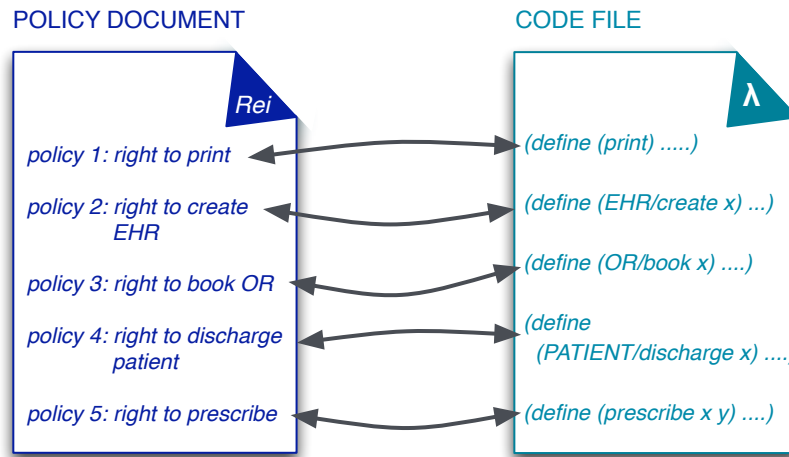 POLICY DOCUMENT
Rei
policy 1: right to print
policy 2: right to create
EHR
policy 3: right to book OR
policy 4: right to discharge
patient
policy 5: right to prescribe
CODE FILE
λ
(define (print) .....)
(define (EHR/create x) ...)
(define (OR/book x) ....)
(define
(PATIENT/discharge x) ....
(define (prescribe x y) ....)